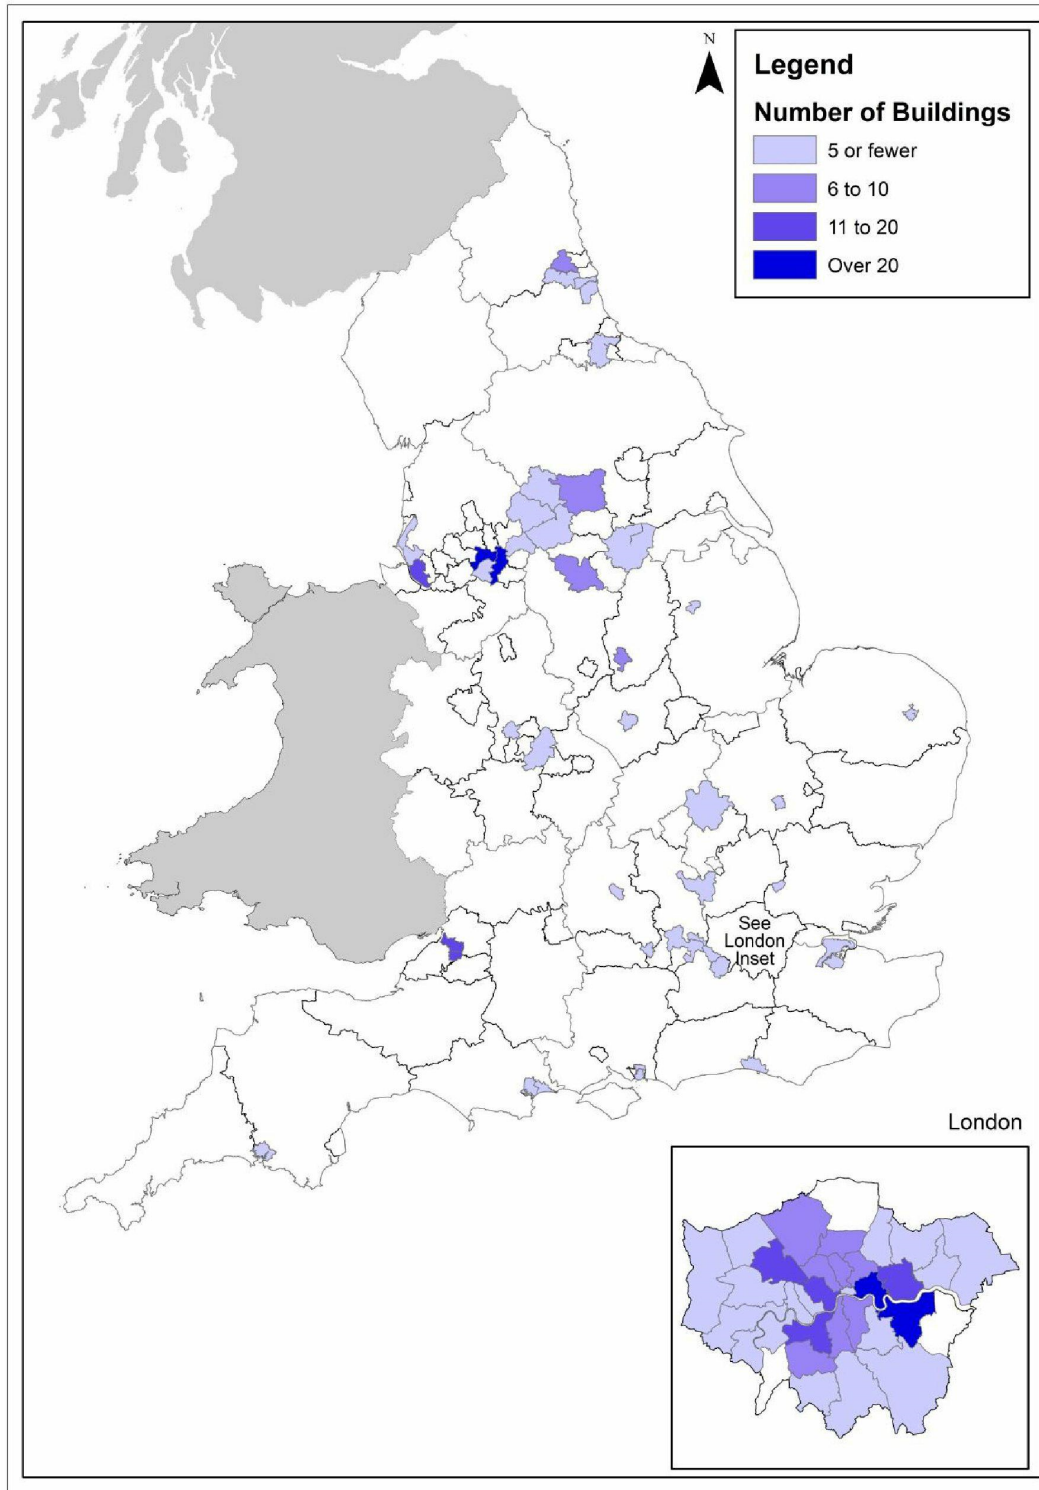 N
Legend
Number of Buildings
5 or fewer
6 to 10
11 to 20
Over 20
See
London
Inset
London